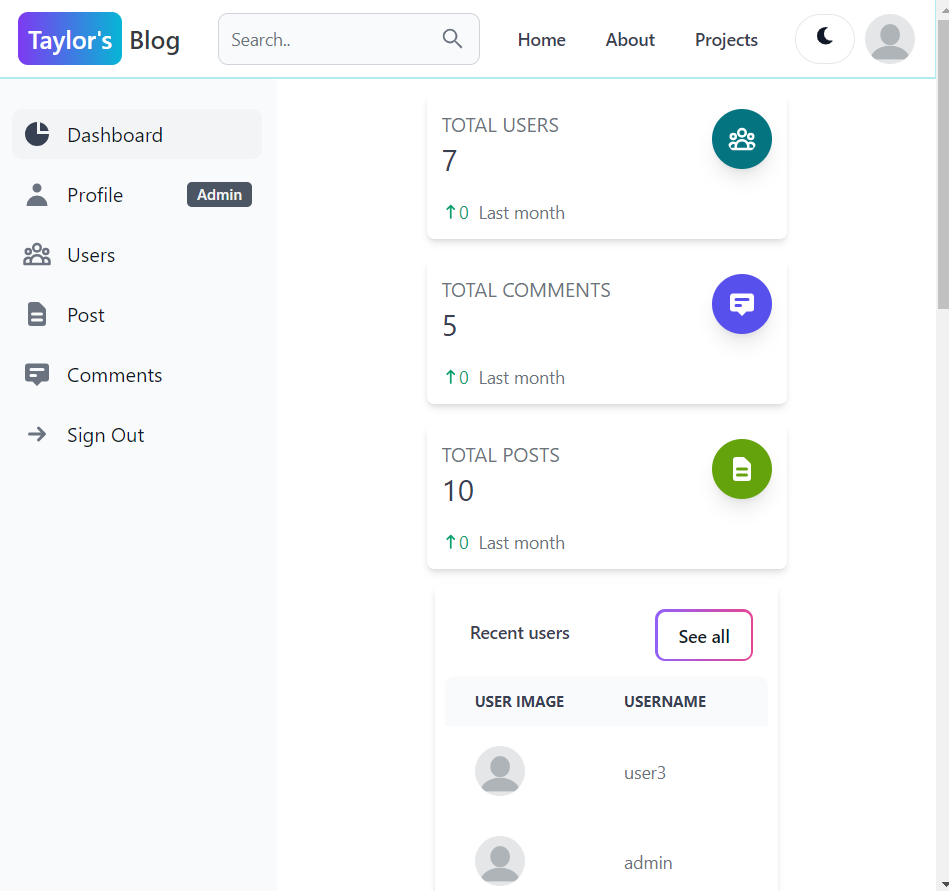 Taylor's Blog
Search..
Home About Projects
Dashboard
Profile Admin
Users
Post
Comments
Sign Out
TOTAL USERS
7
0 Last month
TOTAL COMMENTS
5
0 Last month
TOTAL POSTS
10
0 Last month
Recent users See all
USER IMAGE USERNAME
user3
admin